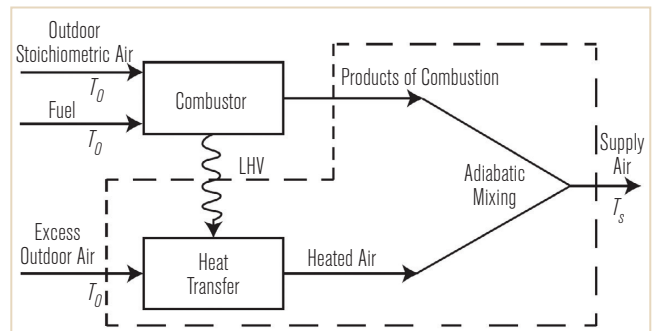 Outdoor
Stoichiometric Air
T0
Fuel
T0
Combustor
Products of Combustion
LHV
Adiabatic
Mixing
Supply
Air
Ts
Excess
Outdoor Air
T0
Heat
Transfer
Heated Air